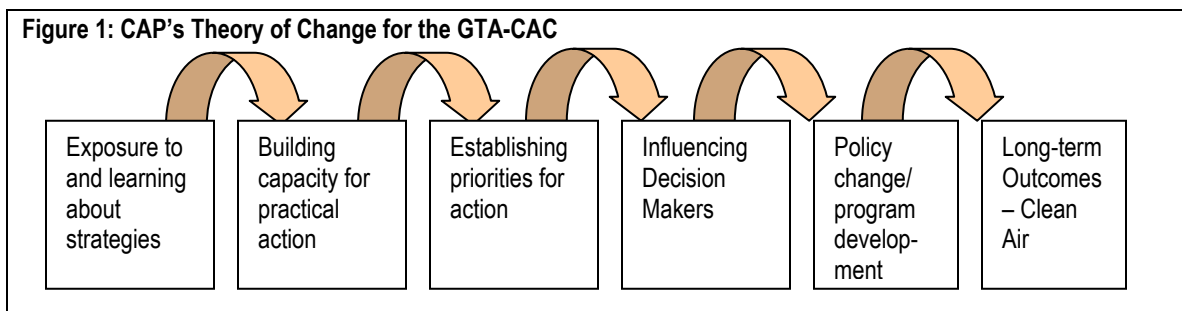 Figure 1: CAP’s Theory of Change for the GTA-CAC
Exposure to
and learning
about
strategies
Building
capacity for
practical
action
Establishing
priorities for
action
Influencing
Decision
Makers
Policy
change/
program
develop-
ment
Long-term
Outcomes
– Clean
Air